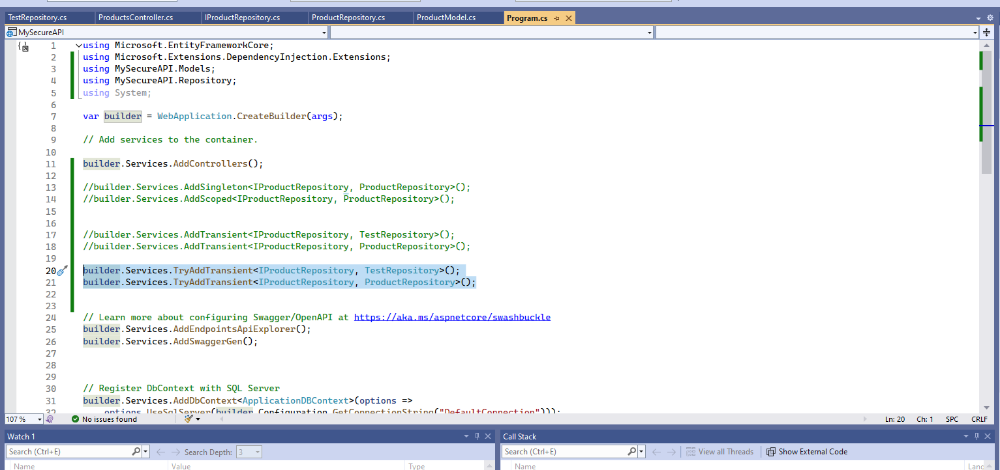 TestRepository.cs ProductsController.cs IProductRepository.cs ProductRepository.cs ProductModel.cs Program.cs
MySecureAPI
1 using Microsoft.EntityFrameworkCore;
2 using Microsoft.Extensions.DependencyInjection.Extensions;
3 using MySecureAPI.Models;
4 using MySecureAPI.Repository;
5 using System;
6
7 var builder = WebApplication.CreateBuilder(args);
8
9 // Add services to the container.
10
11 builder.Services.AddControllers();
12
13 //builder.Services.AddSingleton<IProductRepository, ProductRepository>();
14 //builder.Services.AddScoped<IProductRepository, ProductRepository>();
15
16
17 //builder.Services.AddTransient<IProductRepository, TestRepository>();
18 //builder.Services.AddTransient<IProductRepository, ProductRepository>();
19
20 builder.Services.TryAddTransient<IProductRepository, TestRepository>();
21 builder.Services.TryAddTransient<IProductRepository, ProductRepository>();
22
23
24 // Learn more about configuring Swagger/OpenAPI at https://aka.ms/aspnetcore/swashbuckle
25 builder.Services.AddEndpointsApiExplorer();
26 builder.Services.AddSwaggerGen();
27
28
29
30 // Register DbContext with SQL Server
31 builder.Services.AddDbContext<ApplicationDBContext>(options =>
32 options.UseSqlServer(builder.Configuration.GetConnectionString("DefaultConnection")));
107 % No issues found Ln: 20 Ch: 1 SPC CRLF
Watch 1 Call Stack
Search (Ctrl+E) Search Depth: 3 Search (Ctrl+E) View all Threads Show External Code
Name Value Type Name